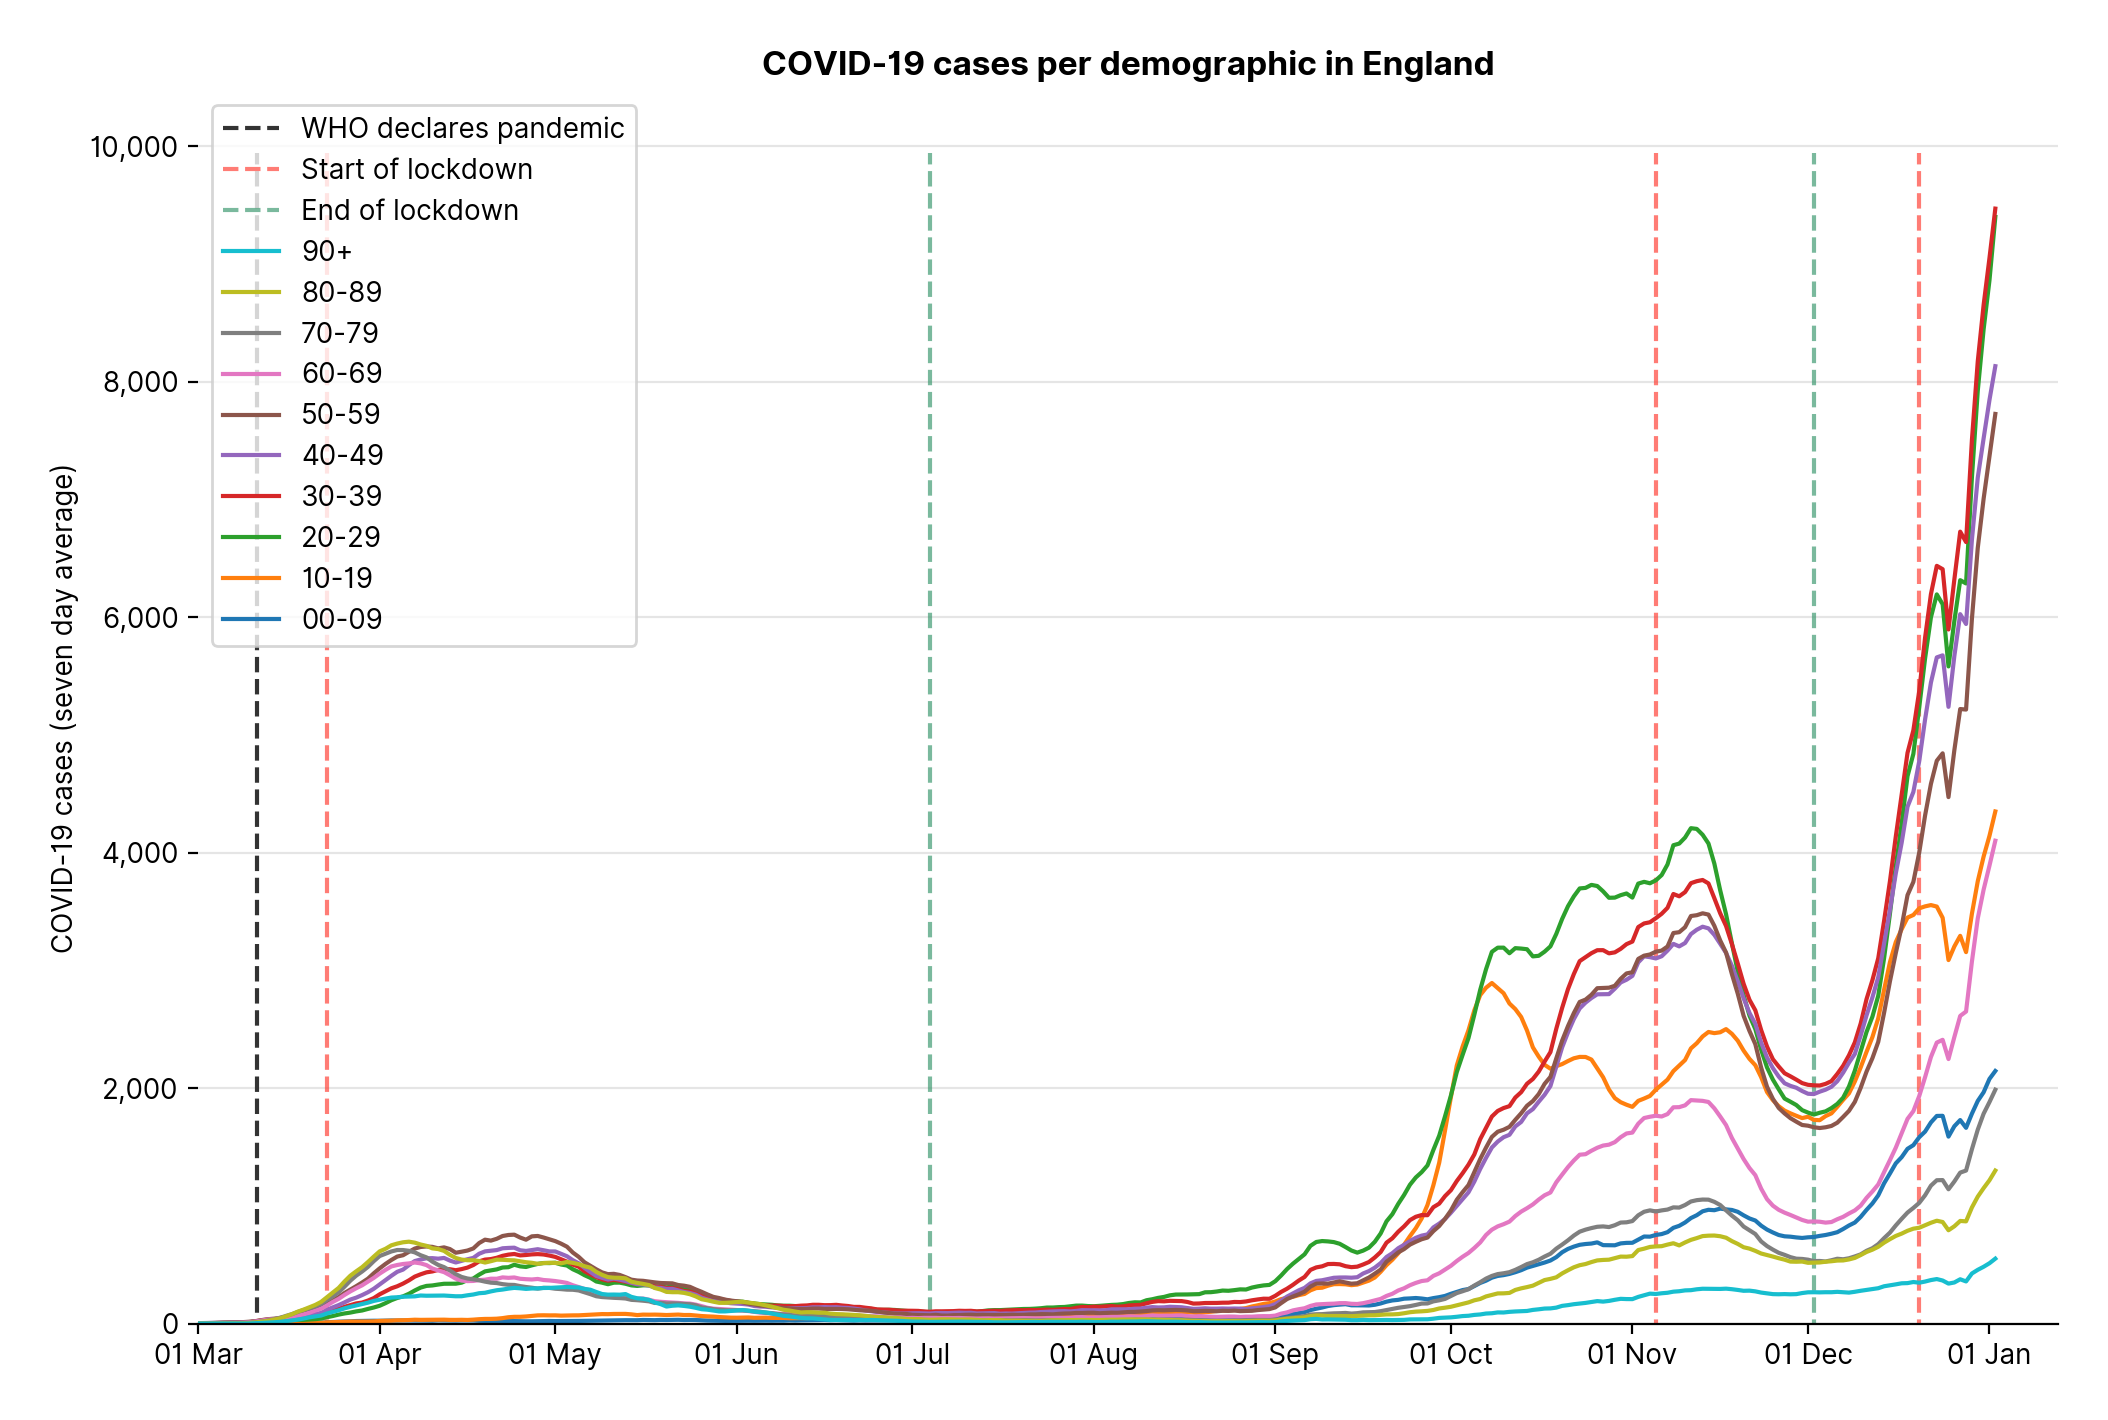 COVID-19 cases per demographic in England
WHO declares pandemic
Start of lockdown
End of lockdown
90+
80-89
70-79
60-69
50-59
40-49
30-39
20-29
10-19
00-09
COVID-19 cases (seven day average)
10,000
8,000
6,000
4,000
2,000
0
01 Mar
01 Apr
01 May
01 Jun
01 Jul
01 Aug
01 Sep
01 Oct
01 Nov
01 Dec
01 Jan